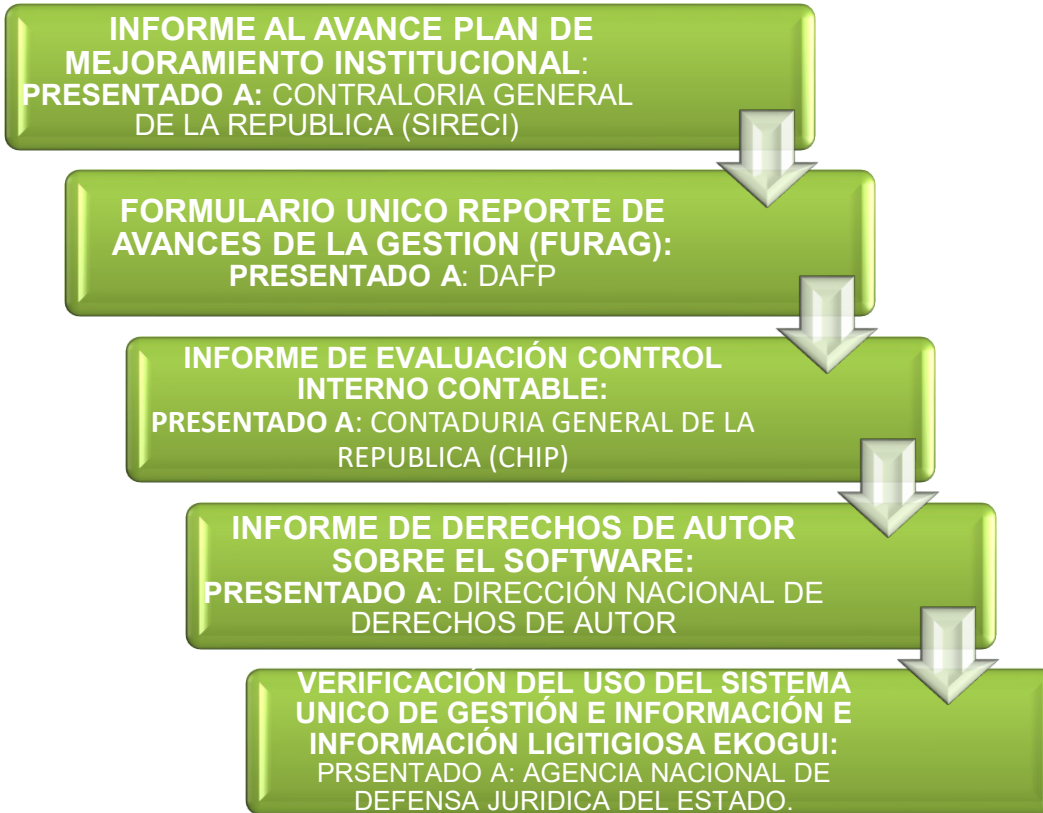 INFORME AL AVANCE PLAN DE
MEJORAMIENTO INSTITUCIONAL:
PRESENTADO A: CONTRALORIA GENERAL
DE LA REPUBLICA (SIRECI)
FORMULARIO UNICO REPORTE DE
AVANCES DE LA GESTION (FURAG):
PRESENTADO A: DAFP
INFORME DE EVALUACIÓN CONTROL
INTERNO CONTABLE:
PRESENTADO A: CONTADURIA GENERAL DE LA
REPUBLICA (CHIP)
INFORME DE DERECHOS DE AUTOR
SOBRE EL SOFTWARE:
PRESENTADO A: DIRECCIÓN NACIONAL DE
DERECHOS DE AUTOR
VERIFICACIÓN DEL USO DEL SISTEMA
UNICO DE GESTIÓN E INFORMACIÓN E
INFORMACIÓN LIGITIGIOSA EKOGUI:
PRSENTADO A: AGENCIA NACIONAL DE
DEFENSA JURIDICA DEL ESTADO.